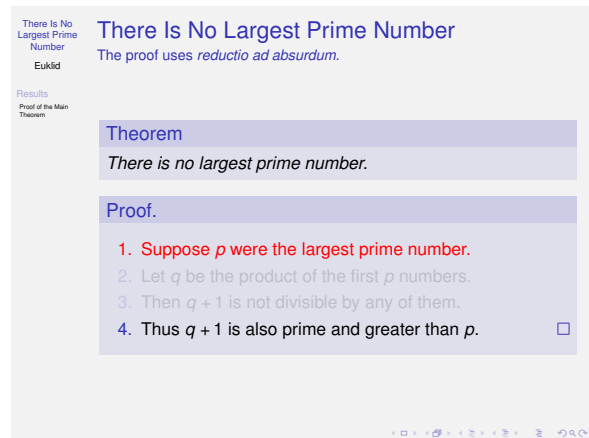 There Is No
Largest Prime
Number
Euklid
Results
Proof of the Main
Theorem
There Is No Largest Prime Number
The proof uses reductio ad absurdum.
Theorem
There is no largest prime number.
Proof.
1. Suppose p were the largest prime number.
2. Let q be the product of the first p numbers.
3. Then q + 1 is not divisible by any of them.
4. Thus q + 1 is also prime and greater than p. □